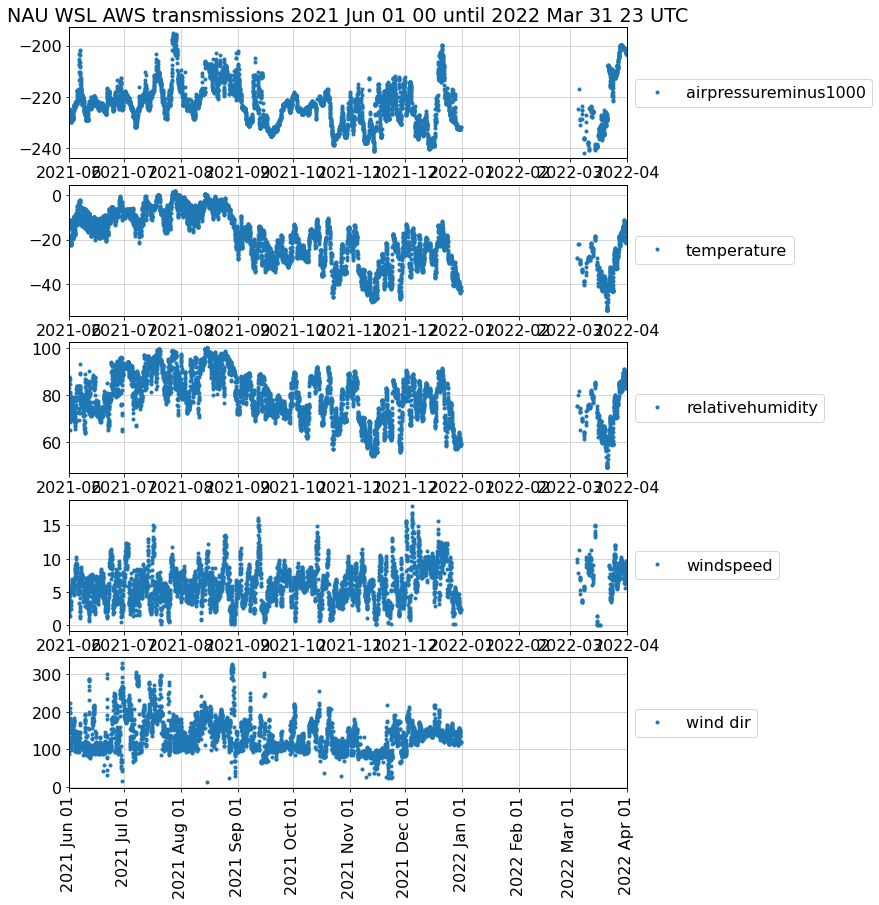 NAU WSL AWS transmissions 2021 Jun 01 00 until 2022 Mar 31 23 UTC
−200
−220
−240
airpressureminus1000
2021-06 2021-07 2021-08 2021-09 2021-10 2021-11 2021-12 2022-01 2022-02 2022-03 2022-04
0
−20
−40
temperature
2021-06 2021-07 2021-08 2021-09 2021-10 2021-11 2021-12 2022-01 2022-02 2022-03 2022-04
100
80
60
relativehumidity
2021-06 2021-07 2021-08 2021-09 2021-10 2021-11 2021-12 2022-01 2022-02 2022-03 2022-04
15
10
5
0
windspeed
2021-06 2021-07 2021-08 2021-09 2021-10 2021-11 2021-12 2022-01 2022-02 2022-03 2022-04
300
200
100
0
wind dir
2021 Jun 01
2021 Jul 01
2021 Aug 01
2021 Sep 01
2021 Oct 01
2021 Nov 01
2021 Dec 01
2022 Jan 01
2022 Feb 01
2022 Mar 01
2022 Apr 01